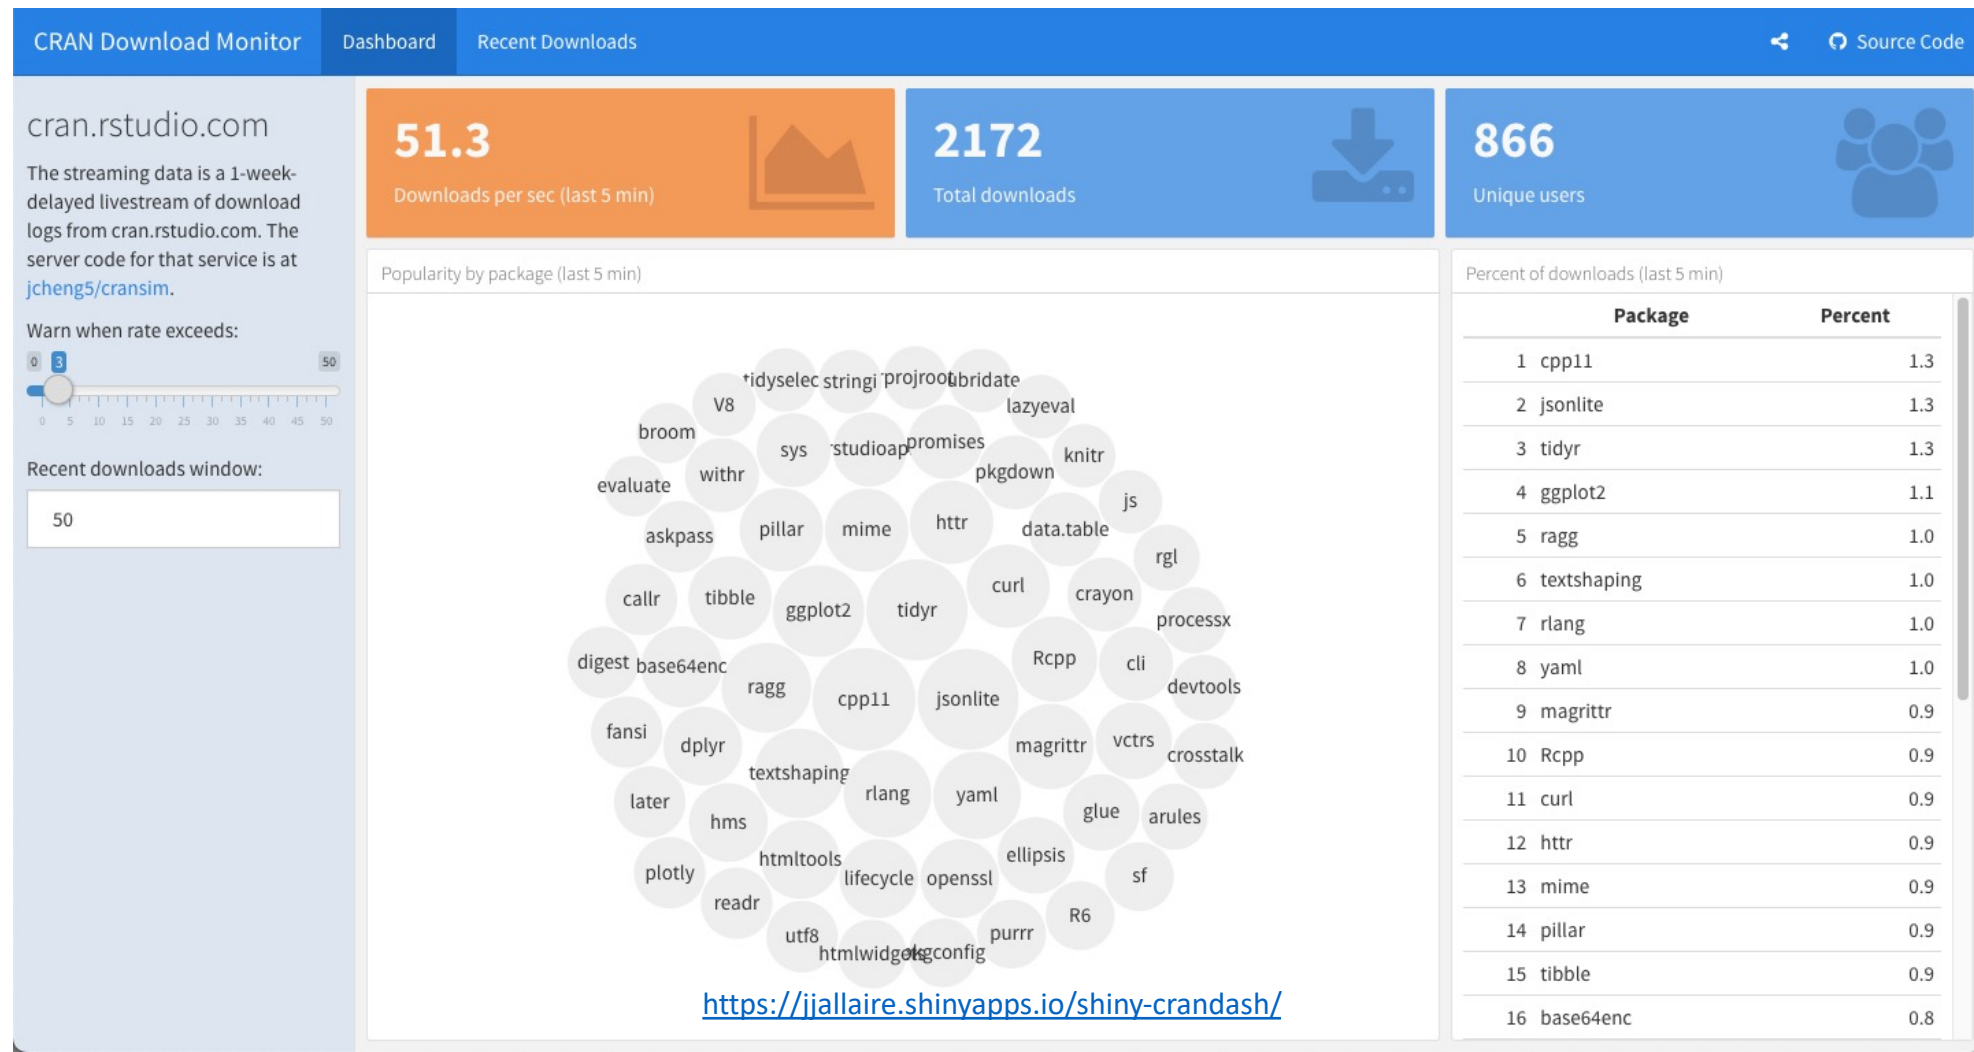 CRAN Download Monitor Dashboard Recent Downloads Source Code
cran.rstudio.com
The streaming data is a 1-week-
delayed livestream of download
logs from cran.rstudio.com. The
server code for that service is at
jcheng5/cransim.
Warn when rate exceeds:
0 3 50
0 5 10 15 20 25 30 35 40 45 50
Recent downloads window:
50
51.3
Downloads per sec (last 5 min)
2172
Total downloads
866
Unique users
Popularity by package (last 5 min)
tidyselec stringi projroot ubridate
V8 lazyeval
broom sys rstudioap promises knitr
evaluate withr pkgdown js
askpass pillar mime httr data.table
rgl
callr tibble ggplot2 tidyr curl crayon
processx
digest base64enc ragg cpp11 jsonlite Rcpp cli
devtools
fansi dplyr magrittr vctrs crosstalk
textshaping
later hms rlang yaml glue arules
plotly htmltools lifecycle openssl ellipsis sf
readr R6
utf8 htmlwidgets pkgconfig purrr
https://jjallaire.shinyapps.io/shiny-crandash/
Percent of downloads (last 5 min)
Package Percent
1 cpp11 1.3
2 jsonlite 1.3
3 tidyr 1.3
4 ggplot2 1.1
5 ragg 1.0
6 textshaping 1.0
7 rlang 1.0
8 yaml 1.0
9 magrittr 0.9
10 Rcpp 0.9
11 curl 0.9
12 httr 0.9
13 mime 0.9
14 pillar 0.9
15 tibble 0.9
16 base64enc 0.8